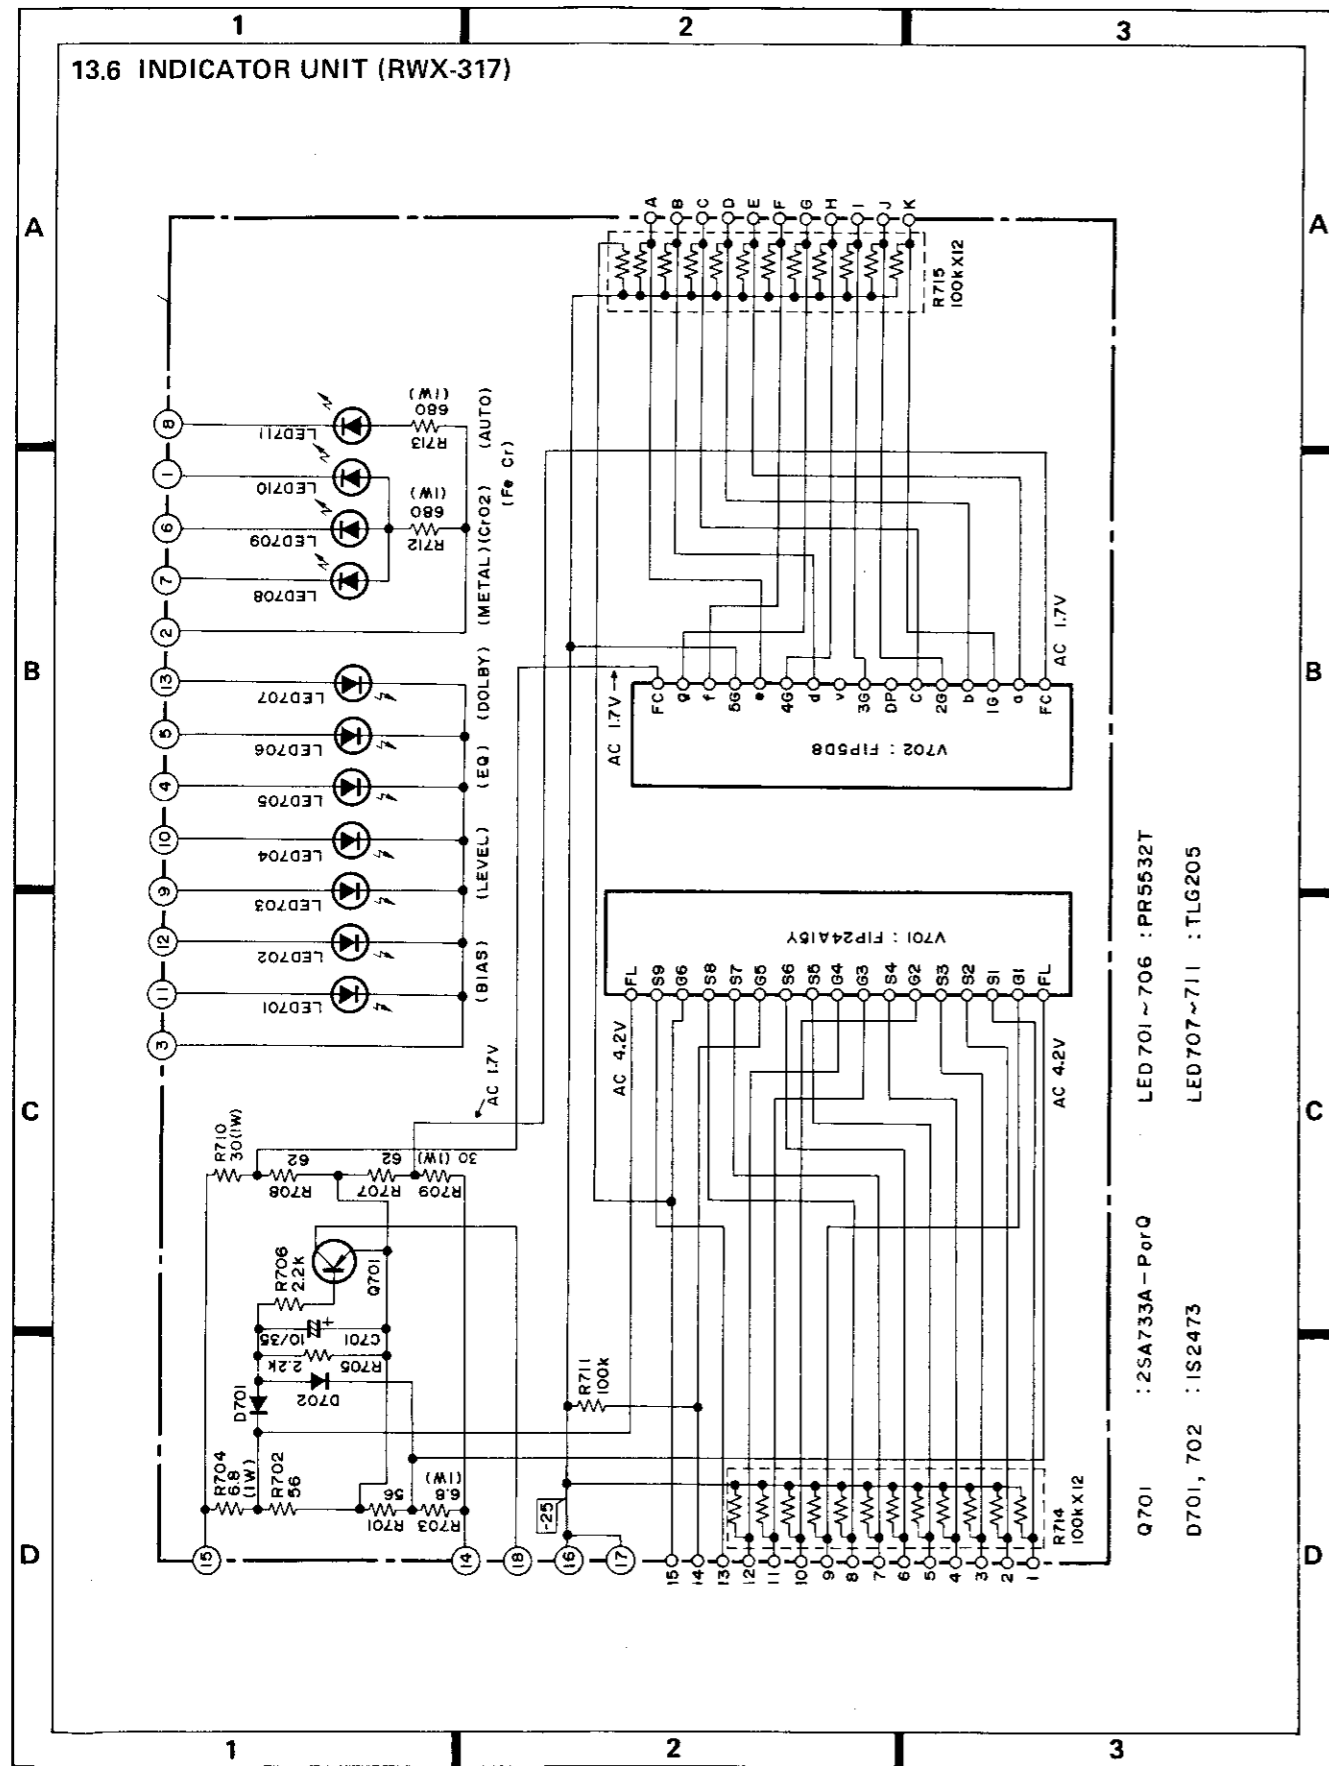 1
2
3
13.6 INDICATOR UNIT (RWX-317)
A
A
B
B
C
C
D
D
A
B
C
D
E
F
G
H
I
J
K
R715
100k×12
8
1
6
7
2
13
5
4
10
9
12
11
3
LED711
LED710
LED709
LED708
LED707
LED706
LED705
LED704
LED703
LED702
LED701
R713
680
(1W)
R712
680
(1W)
(AUTO)
(Fe Cr)
(CrO2)
(METAL)
(DOLBY)
(EQ)
(LEVEL)
(BIAS)
AC 1.7V
AC 1.7V
AC 1.7V
FC
g
f
5G
e
4G
d
v
3G
DP
C
2G
b
1G
a
FC
V702 : FIP5D8
V701 : FIP24A15Y
FL
S9
G6
S8
S7
G5
S6
S5
G4
G3
S4
G2
S3
S2
S1
G1
FL
AC 4.2V
AC 4.2V
R710
30(1W)
R708
62
R707
62
R709
30 (1W)
R706
2.2k
Q701
C701
10/35
+
R705
2.2k
D702
D701
R711
100k
R704
6.8
(1W)
R702
56
R701
56
R703
6.8
(1W)
-25
R714
100k×12
15
14
18
16
17
15
14
13
12
11
10
9
8
7
6
5
4
3
2
1
LED701~706 : PR5532T
LED707~711 : TLG205
Q701 : 2SA733A-PorQ
D701, 702 : 1S2473
1
2
3